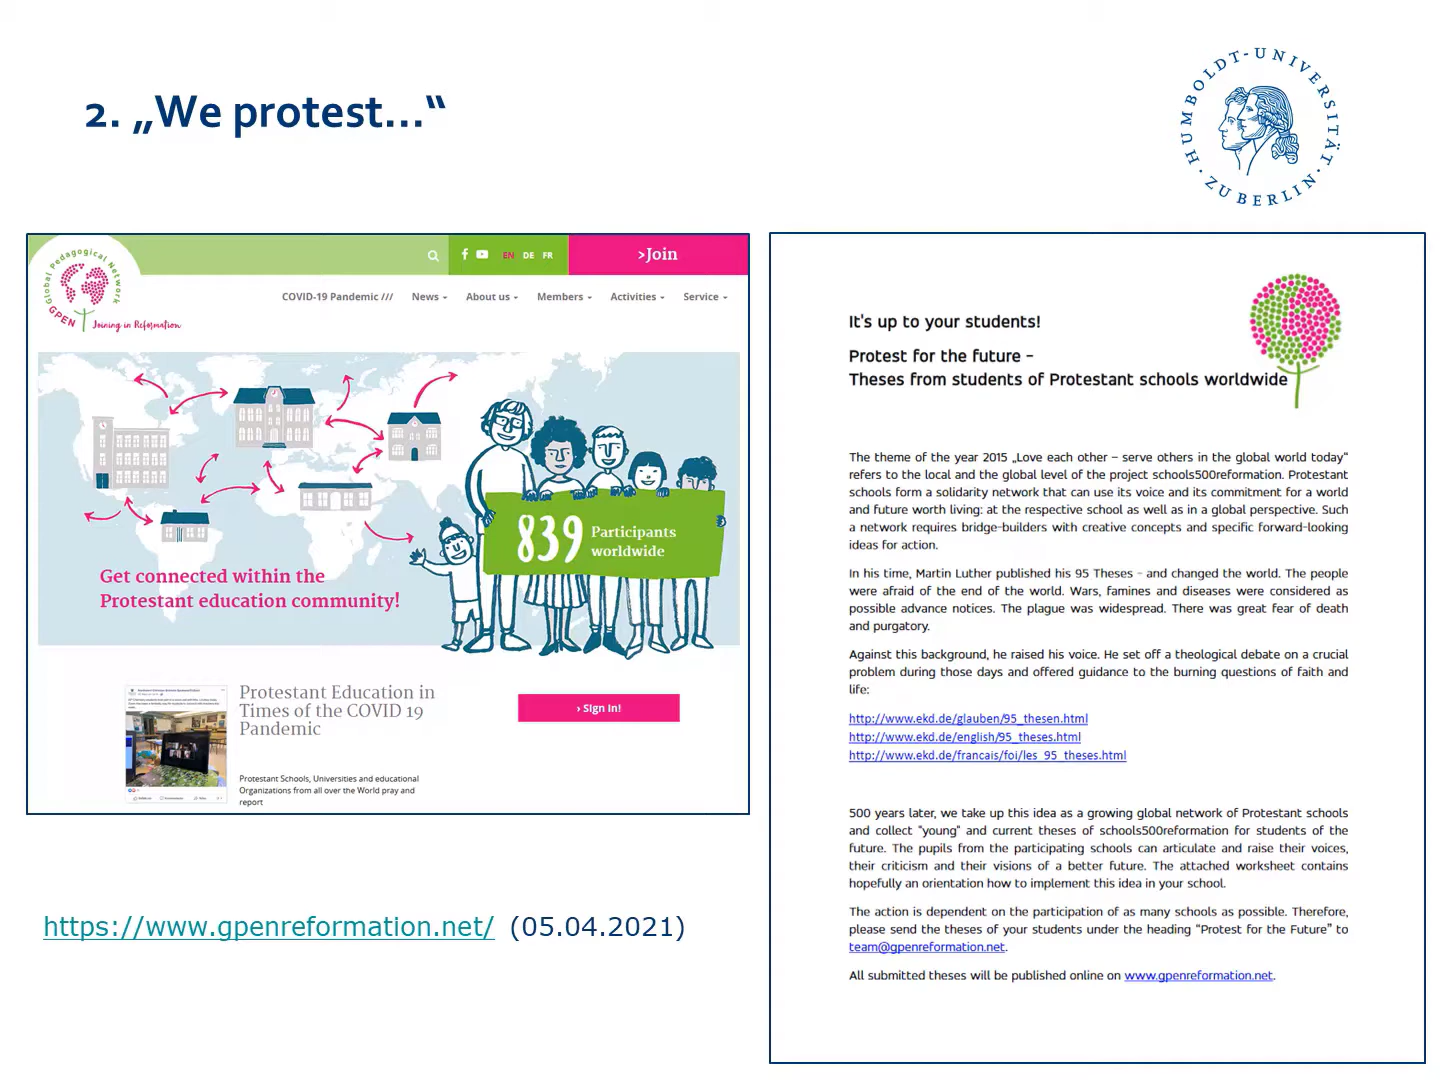 2. „We protest…“
HUMBOLDT-UNIVERSITÄT
ZU BERLIN
Global Pedagogical Network
GPEN
Joining in Reformation
EN DE FR
>Join
COVID-19 Pandemic /// News About us Members Activities Service
839 Participants
worldwide
Get connected within the
Protestant education community!
Protestant Education in
Times of the COVID 19
Pandemic
› Sign in!
Protestant Schools, Universities and educational
Organizations from all over the World pray and
report
https://www.gpenreformation.net/ (05.04.2021)
It's up to your students!
Protest for the future –
Theses from students of Protestant schools worldwide
The theme of the year 2015 „Love each other – serve others in the global world today“
refers to the local and the global level of the project schools500reformation. Protestant
schools form a solidarity network that can use its voice and its commitment for a world
and future worth living: at the respective school as well as in a global perspective. Such
a network requires bridge-builders with creative concepts and specific forward-looking
ideas for action.
In his time, Martin Luther published his 95 Theses - and changed the world. The people
were afraid of the end of the world. Wars, famines and diseases were considered as
possible advance notices. The plague was widespread. There was great fear of death
and purgatory.
Against this background, he raised his voice. He set off a theological debate on a crucial
problem during those days and offered guidance to the burning questions of faith and
life:
http://www.ekd.de/glauben/95_thesen.html
http://www.ekd.de/english/95_theses.html
http://www.ekd.de/francais/foi/les_95_theses.html
500 years later, we take up this idea as a growing global network of Protestant schools
and collect "young" and current theses of schools500reformation for students of the
future. The pupils from the participating schools can articulate and raise their voices,
their criticism and their visions of a better future. The attached worksheet contains
hopefully an orientation how to implement this idea in your school.
The action is dependent on the participation of as many schools as possible. Therefore,
please send the theses of your students under the heading “Protest for the Future” to
team@gpenreformation.net.
All submitted theses will be published online on www.gpenreformation.net.